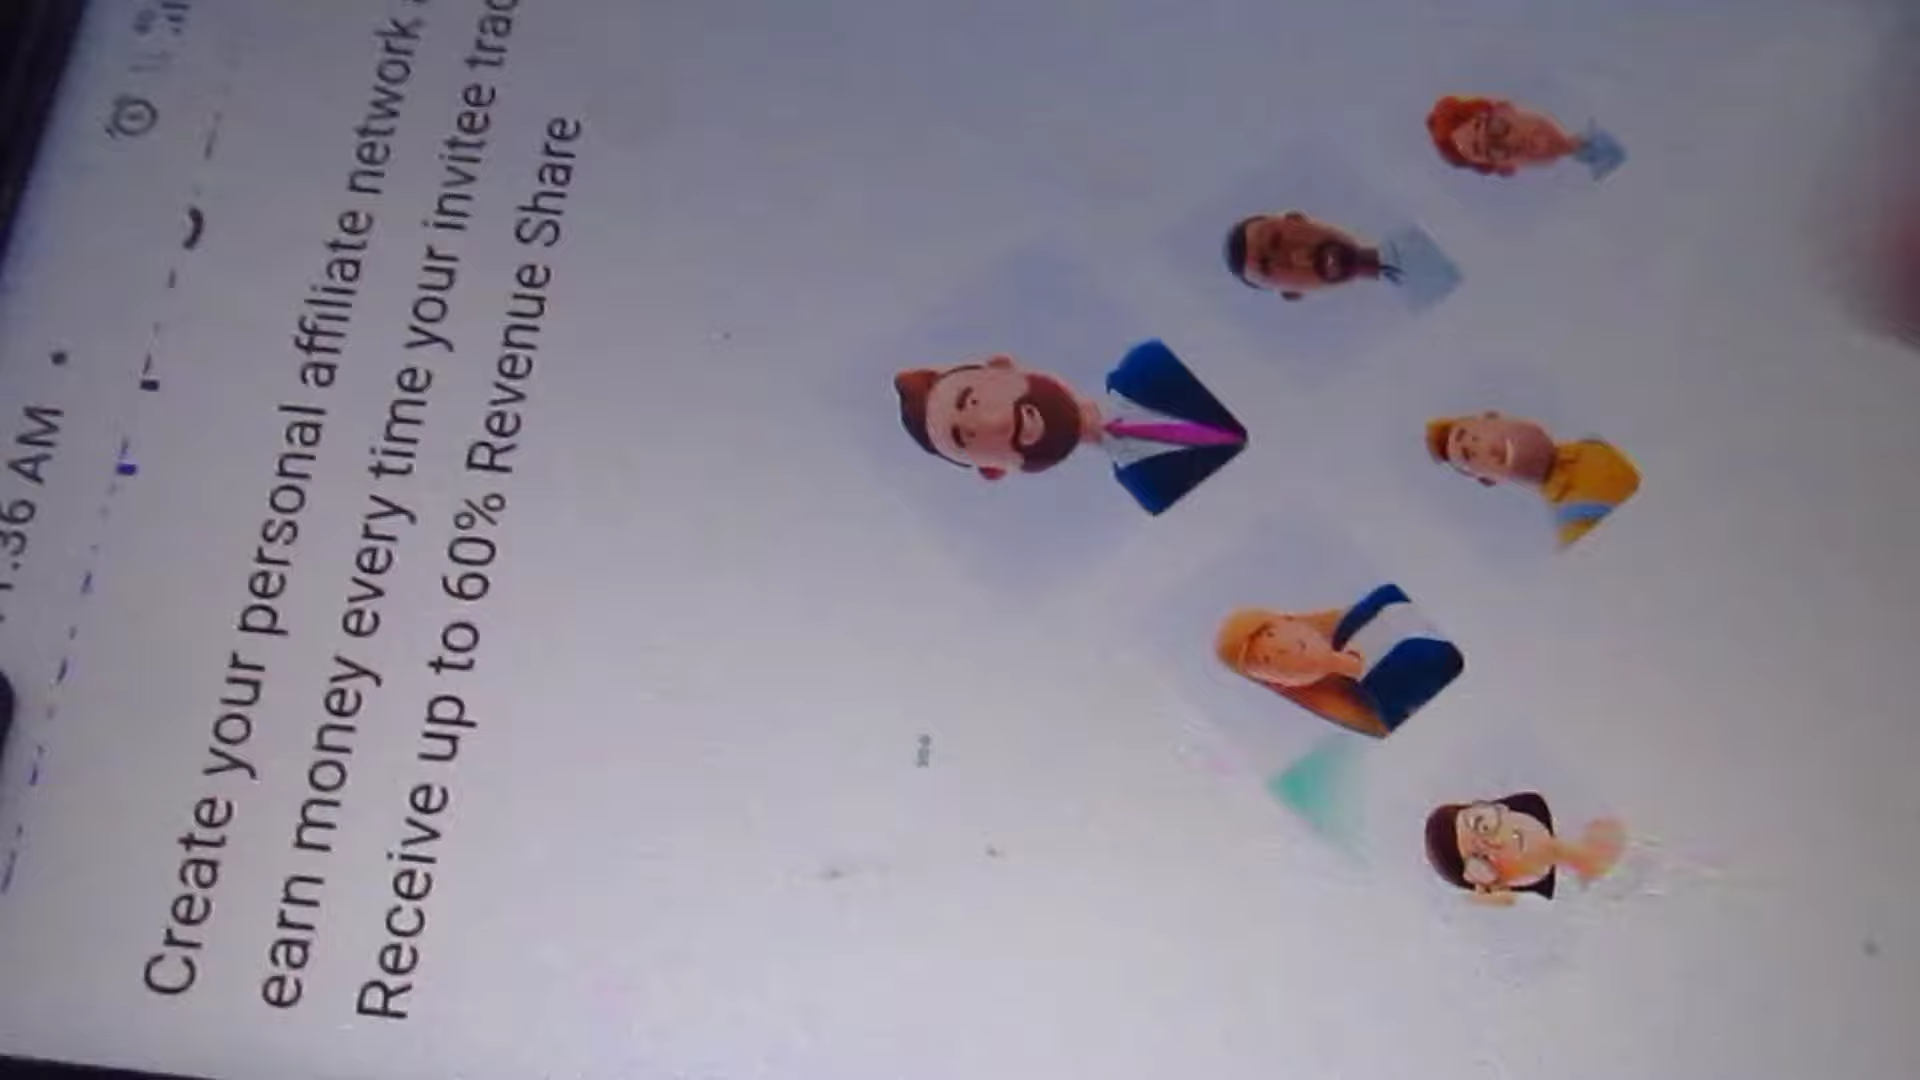 :36 AM
Create your personal affiliate network
earn money every time your invitee
Receive up to 60% Revenue Share